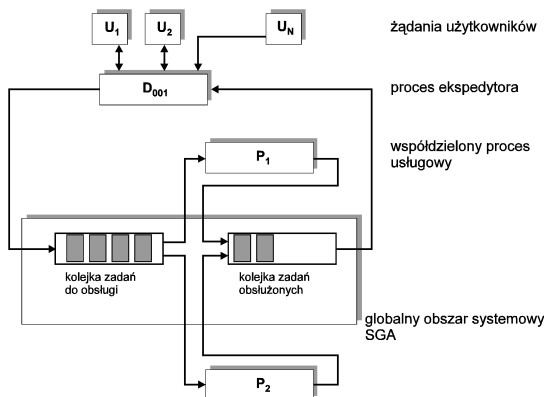 U1 U2 UN żądania użytkowników
D001 proces ekspedytora
P1 współdzielony proces
usługowy
kolejka zadań
do obsługi
kolejka zadań
obsłużonych
globalny obszar systemowy
SGA
P2